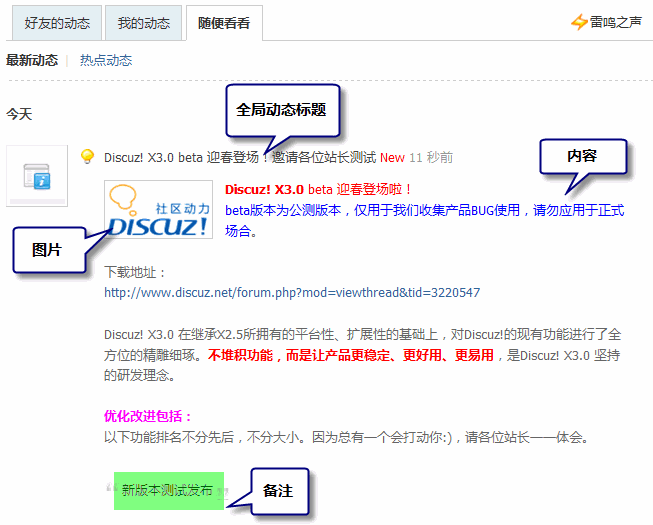 好友的动态 我的动态 随便看看 雷鸣之声
最新动态 热点动态
今天
全局动态标题
Discuz! X3.0 beta 迎春登场！邀请各位站长测试 New 11 秒前
内容
社区动力
DISCUZ!
Discuz! X3.0 beta 迎春登场啦！
beta版本为公测版本，仅用于我们收集产品BUG使用，请勿应用于正式
场合。
图片
下载地址：
http://www.discuz.net/forum.php?mod=viewthread&tid=3220547
Discuz! X3.0 在继承X2.5所拥有的平台性、扩展性的基础上，对Discuz!的现有功能进行了全
方位的精雕细琢。不堆积功能，而是让产品更稳定、更好用、更易用，是Discuz! X3.0 坚持
的研发理念。
优化改进包括：
以下功能排名不分先后，不分大小。因为总有一个会打动你:)，请各位站长一一体会。
新版本测试发布
备注